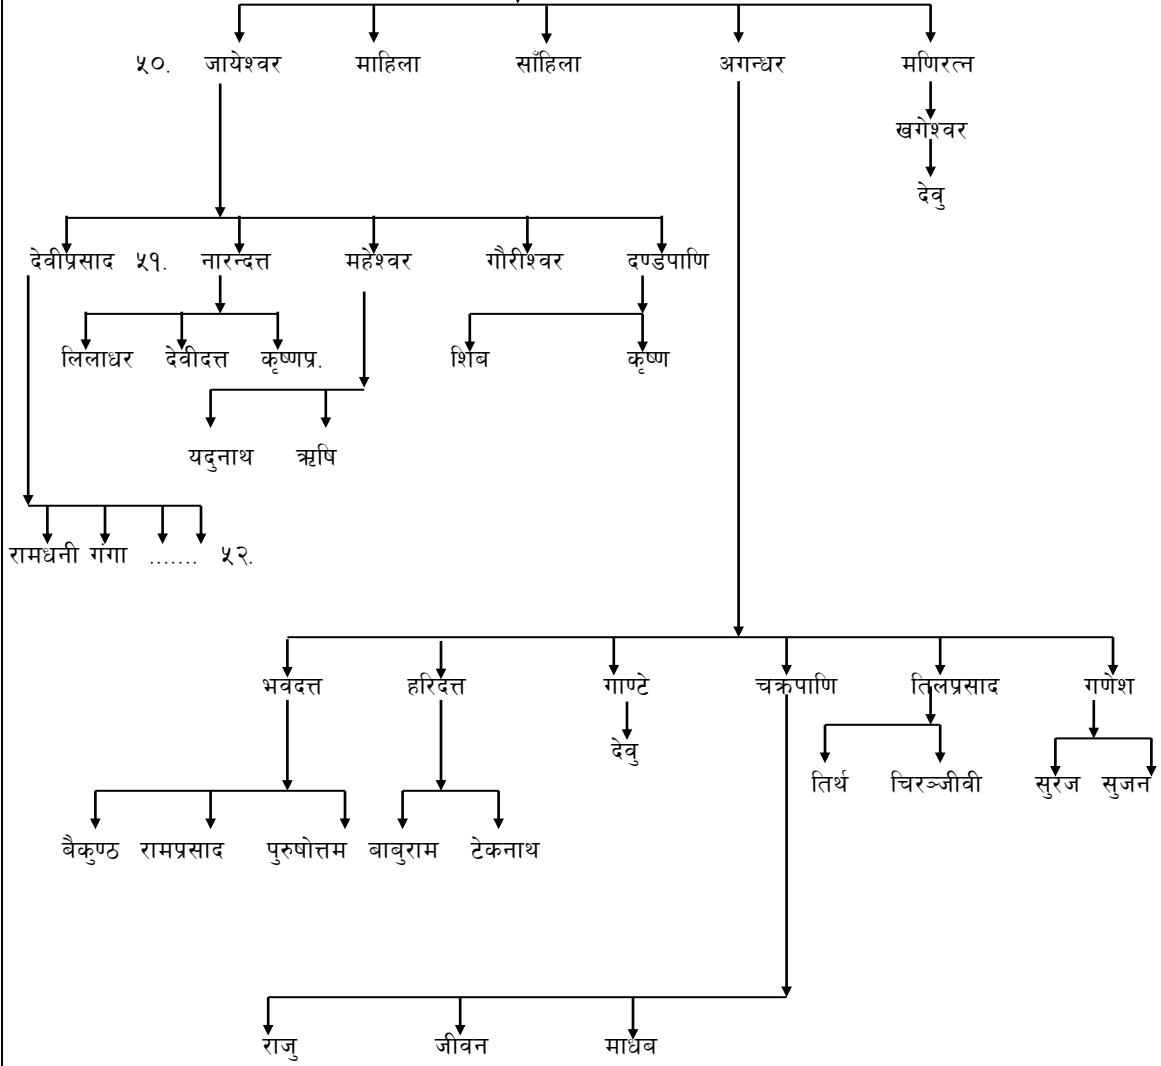 ५०. जायेश्वर माहिला साँहिला अगन्धर मणिरत्न
खगेश्वर
देवु
देवीप्रसाद ५१. नारन्दत्त महेश्वर गौरीश्वर दण्डपाणि
लिलाधर देवीदत्त कृष्णप्र. शिब कृष्ण
यदुनाथ ऋषि
रामधनी गंगा ....... ५२.
भवदत्त हरिदत्त गाण्टे चक्रपाणि तिलप्रसाद गणेश
देवु
तिर्थ चिरञ्जीवी सुरज सुजन
बैकुण्ठ रामप्रसाद पुरुषोत्तम बाबुराम टेकनाथ
राजु जीवन माधब